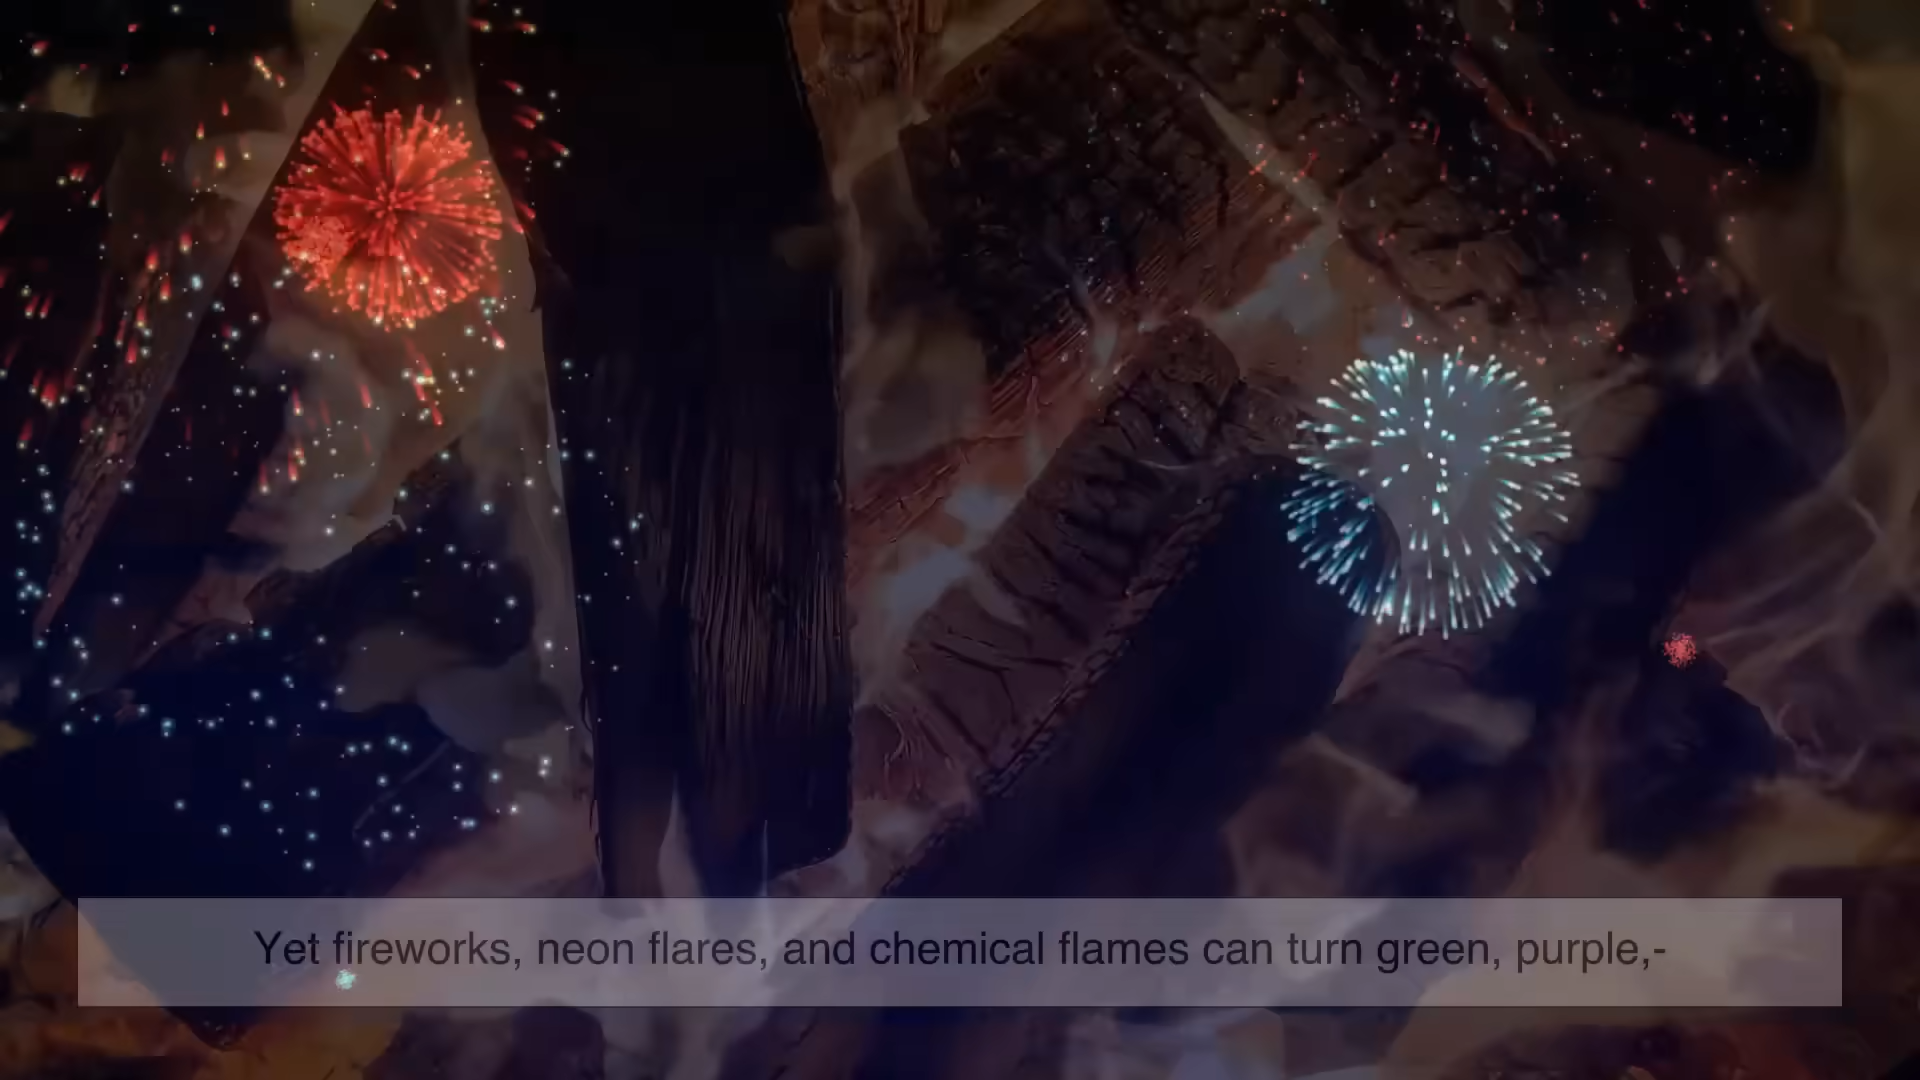 Yet fireworks, neon flares, and chemical flames can turn green, purple,-